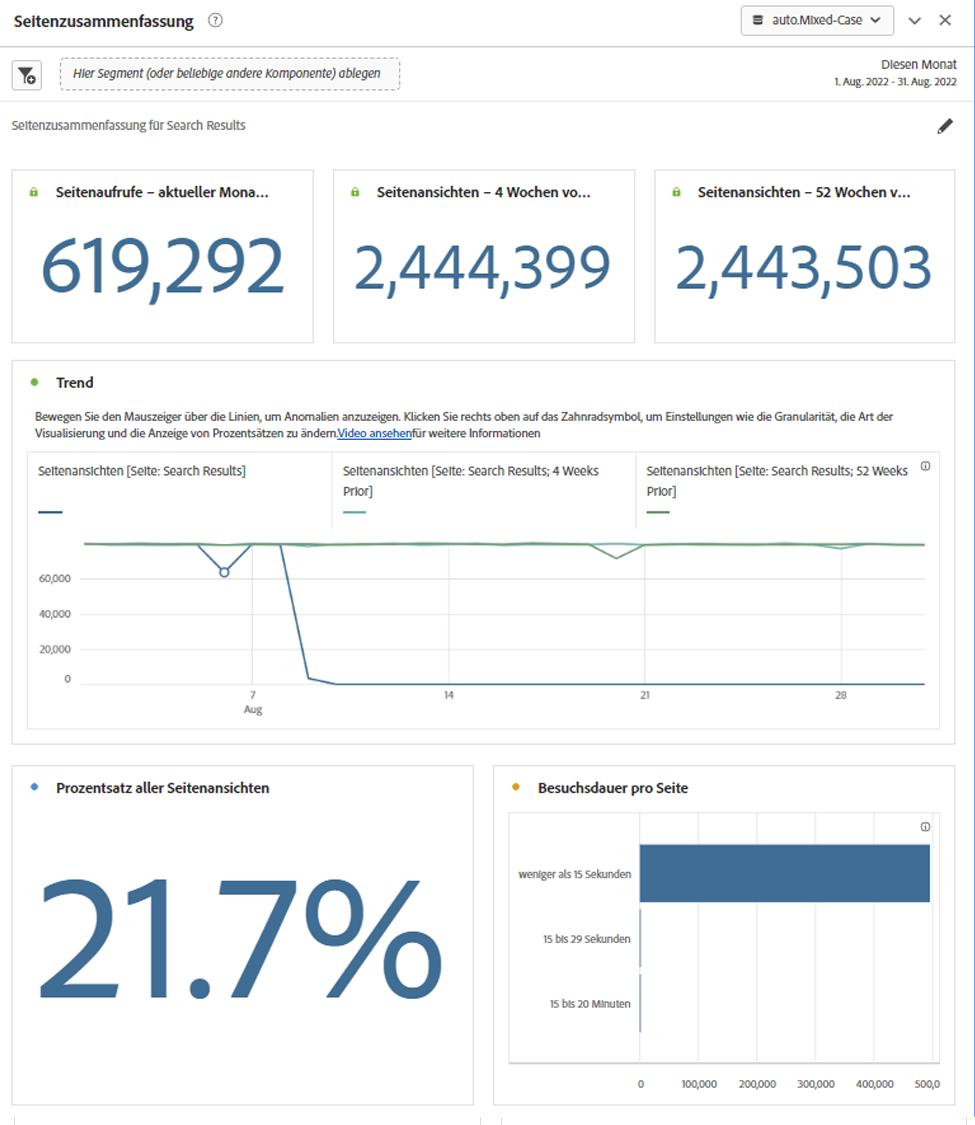 Seitenzusammenfassung ?
auto.Mixed-Case
Hier Segment (oder beliebige andere Komponente) ablegen
Diesen Monat
1. Aug. 2022 - 31. Aug. 2022
Seitenzusammenfassung für Search Results
Seitenaufrufe – aktueller Mona...
619,292
Seitenansichten – 4 Wochen vo...
2,444,399
Seitenansichten – 52 Wochen v...
2,443,503
Trend
Bewegen Sie den Mauszeiger über die Linien, um Anomalien anzuzeigen. Klicken Sie rechts oben auf das Zahnradsymbol, um Einstellungen wie die Granularität, die Art der
Visualisierung und die Anzeige von Prozentsätzen zu ändern.Video ansehenfür weitere Informationen
Seitenansichten [Seite: Search Results]
Seitenansichten [Seite: Search Results; 4 Weeks
Prior]
Seitenansichten [Seite: Search Results; 52 Weeks
Prior]
60,000
40,000
20,000
0
7
Aug
14
21
28
Prozentsatz aller Seitenansichten
21.7%
Besuchsdauer pro Seite
weniger als 15 Sekunden
15 bis 29 Sekunden
15 bis 20 Minuten
0
100,000
200,000
300,000
400,000
500,0